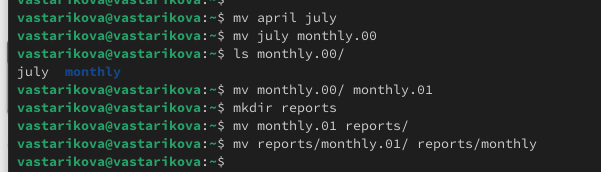 vastarikova@vastarikova:~$
vastarikova@vastarikova:~$ mv april july
vastarikova@vastarikova:~$ mv july monthly.00
vastarikova@vastarikova:~$ ls monthly.00/
july  monthly
vastarikova@vastarikova:~$ mv monthly.00/ monthly.01
vastarikova@vastarikova:~$ mkdir reports
vastarikova@vastarikova:~$ mv monthly.01 reports/
vastarikova@vastarikova:~$ mv reports/monthly.01/ reports/monthly
vastarikova@vastarikova:~$